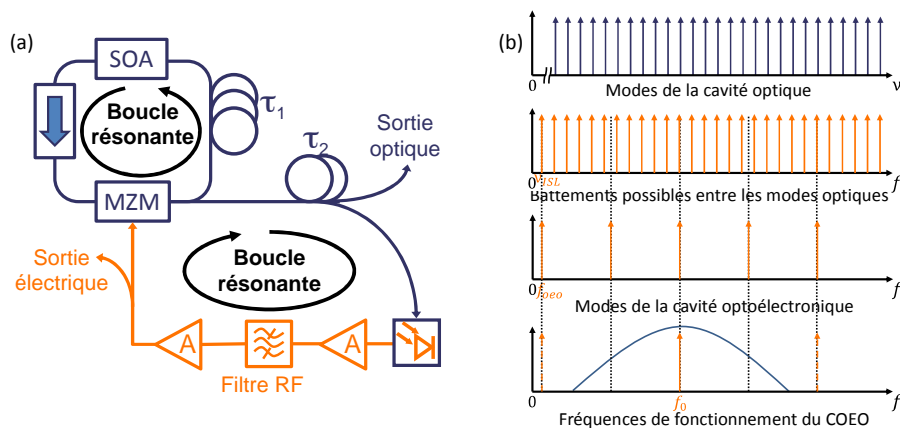 (a)
SOA
Boucle
résonante
τ1
MZM
τ2
Sortie
optique
Sortie
électrique
Boucle
résonante
A
Filtre RF
A
(b)
0
ν
Modes de la cavité optique
0
νISL
f
Battements possibles entre les modes optiques
0
foeo
f
Modes de la cavité optoélectronique
0
f0
f
Fréquences de fonctionnement du COEO